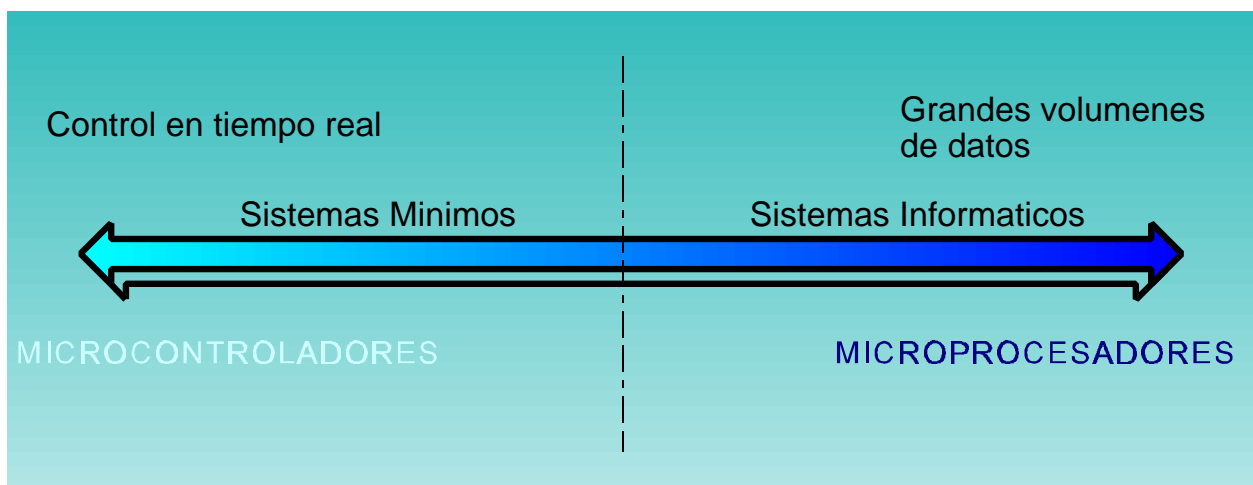 Control en tiempo real
Grandes volumenes
de datos
Sistemas Minimos
Sistemas Informaticos
MICROCONTROLADORES
MICROPROCESADORES